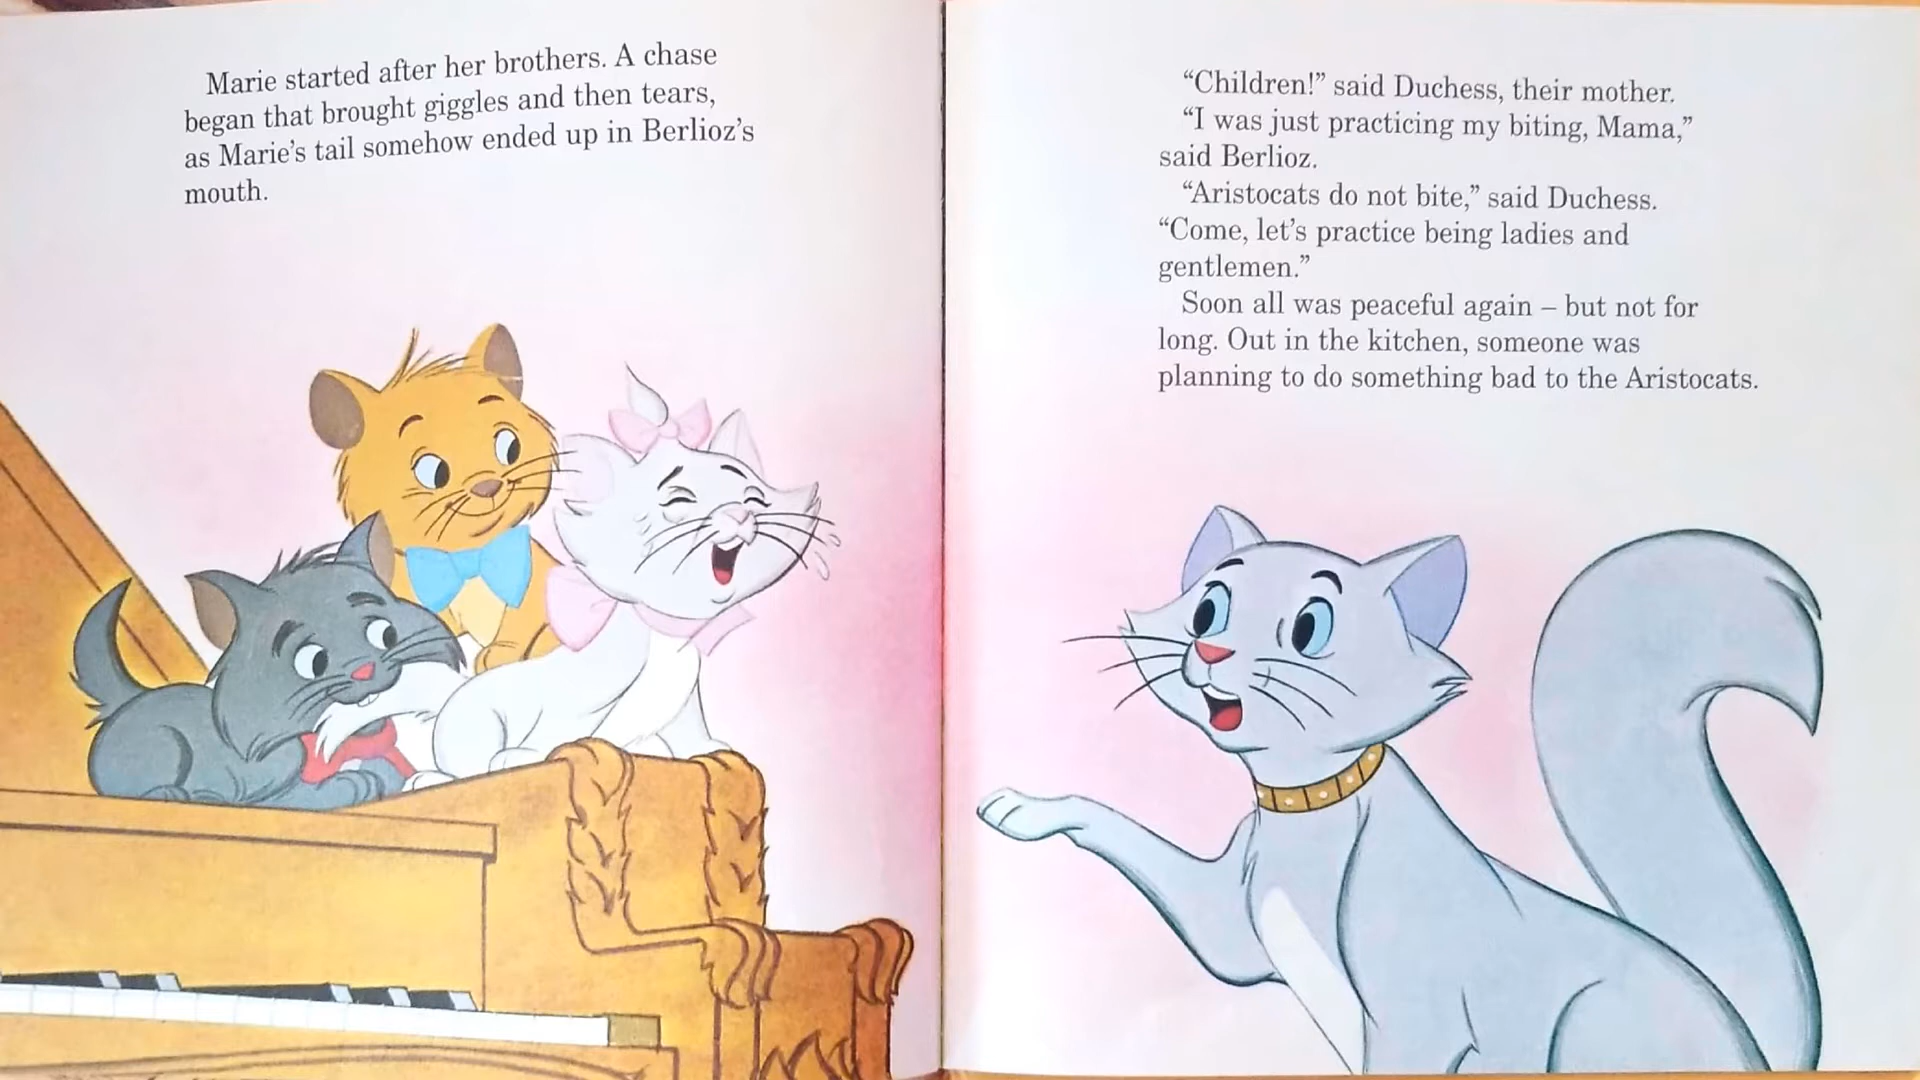 Marie started after her brothers. A chase
began that brought giggles and then tears,
as Marie's tail somehow ended up in Berlioz's
mouth.
“Children!” said Duchess, their mother.
“I was just practicing my biting, Mama,”
said Berlioz.
“Aristocats do not bite,” said Duchess.
“Come, let's practice being ladies and
gentlemen.”
Soon all was peaceful again – but not for
long. Out in the kitchen, someone was
planning to do something bad to the Aristocats.